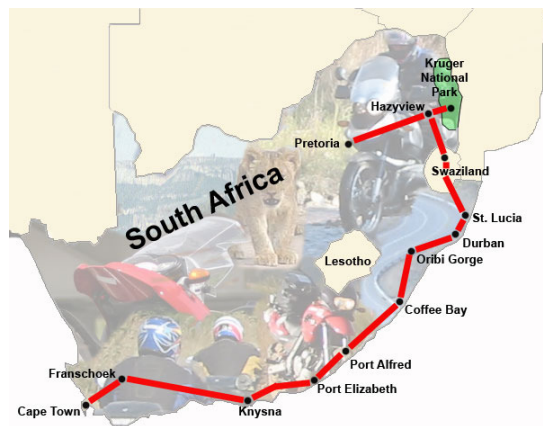 Kruger
National
Park
Hazyview
Pretoria
Swaziland
South Africa
St. Lucia
Durban
Oribi Gorge
Lesotho
Coffee Bay
Port Alfred
Franschoek
Port Elizabeth
Cape Town
Knysna